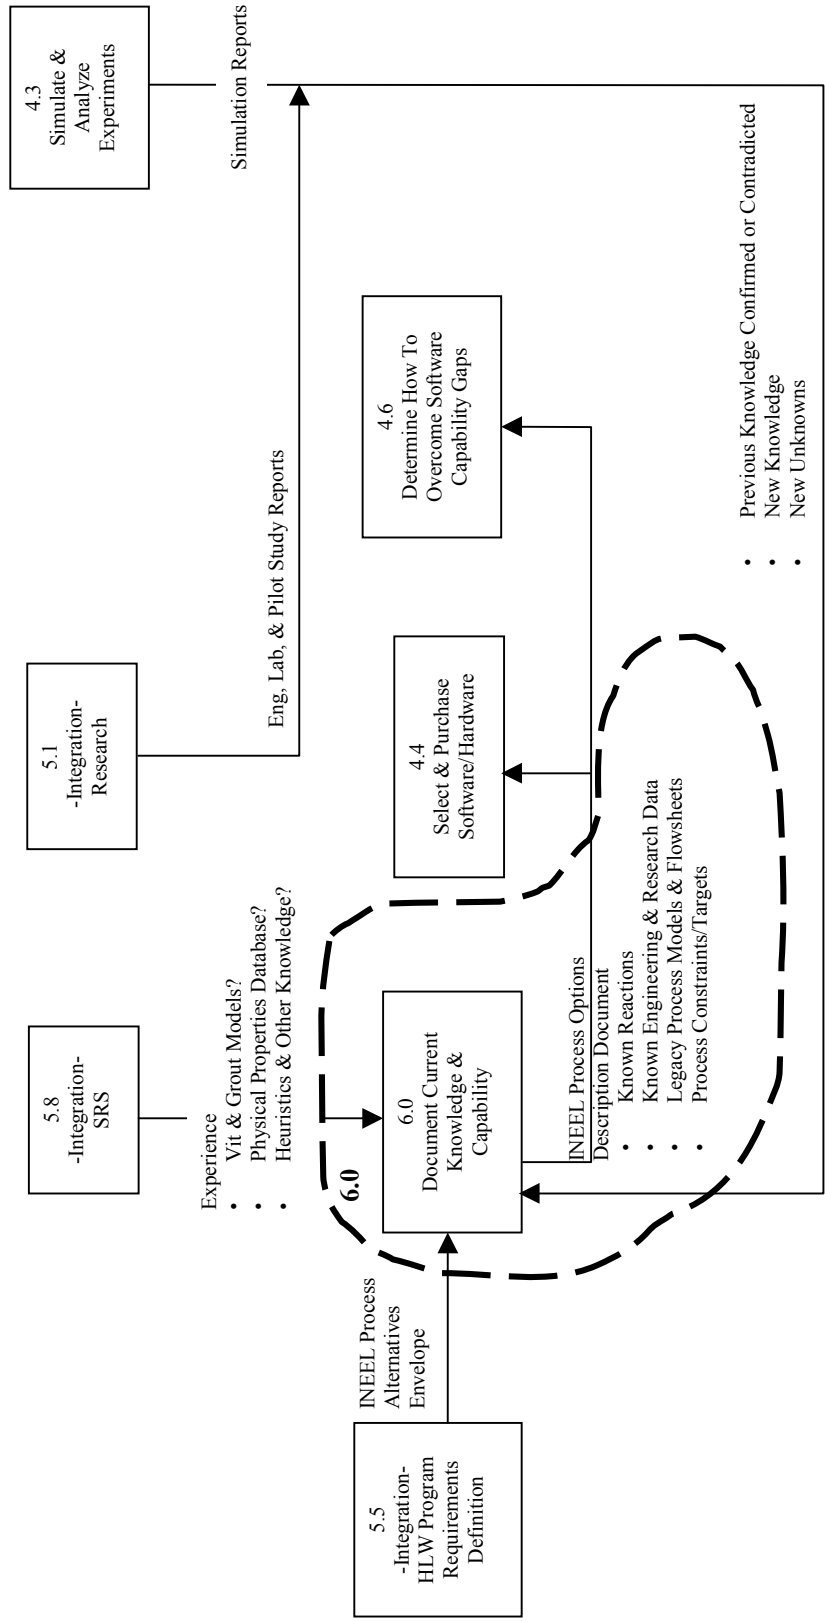 5.8
-Integration-
SRS
5.1
-Integration-
Research
4.3
Simulate &
Analyze
Experiments
Experience
• Vit & Grout Models?
• Physical Properties Database?
• Heuristics & Other Knowledge?
Eng, Lab, & Pilot Study Reports
Simulation Reports
6.0
5.5
-Integration-
HLW Program
Requirements
Definition
INEEL Process
Alternatives
Envelope
6.0
Document Current
Knowledge &
Capability
4.4
Select & Purchase
Software/Hardware
4.6
Determine How To
Overcome Software
Capability Gaps
INEEL Process Options
Description Document
• Known Reactions
• Known Engineering & Research Data
• Legacy Process Models & Flowsheets
• Process Constraints/Targets
• Previous Knowledge Confirmed or Contradicted
• New Knowledge
• New Unknowns